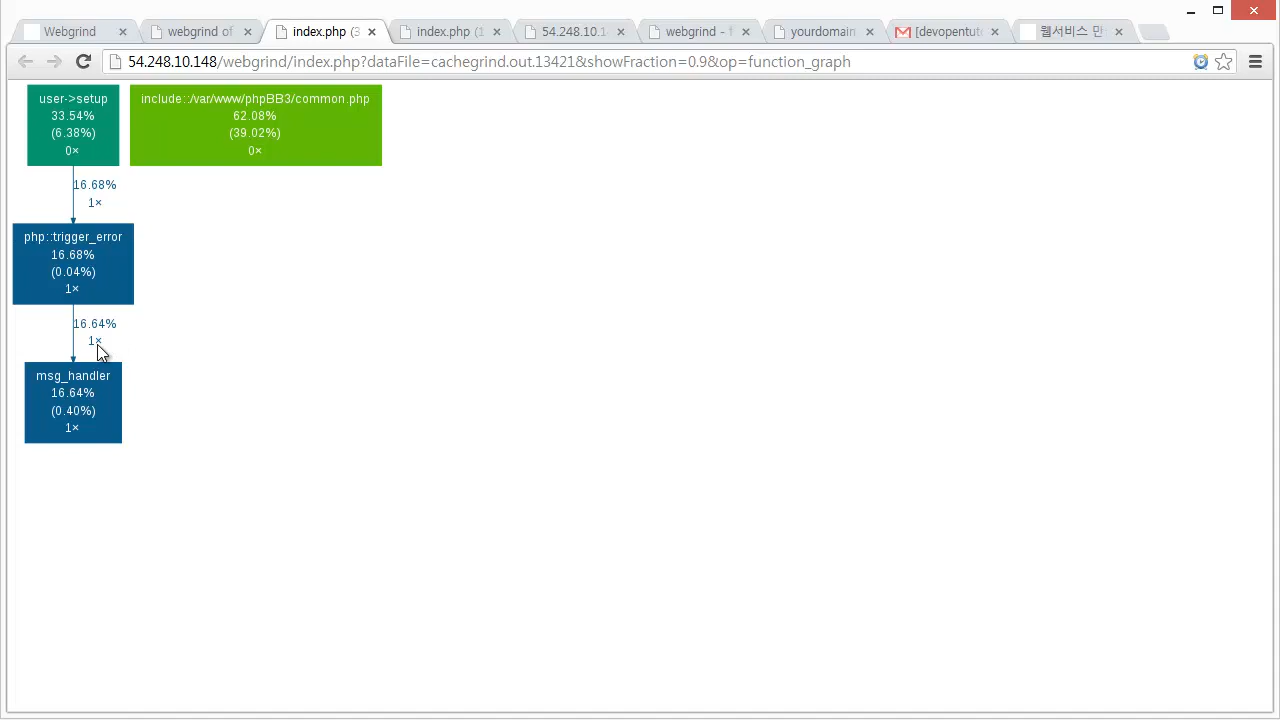 Webgrind
webgrind of
index.php (3
index.php (1
54.248.10.1
webgrind - f
yourdomain
[devopentut
웹서비스 만
54.248.10.148/webgrind/index.php?dataFile=cachegrind.out.13421&showFraction=0.9&op=function_graph
user->setup
33.54%
(6.38%)
0×
include::/var/www/phpBB3/common.php
62.08%
(39.02%)
0×
16.68%
1×
php::trigger_error
16.68%
(0.04%)
1×
16.64%
1×
msg_handler
16.64%
(0.40%)
1×